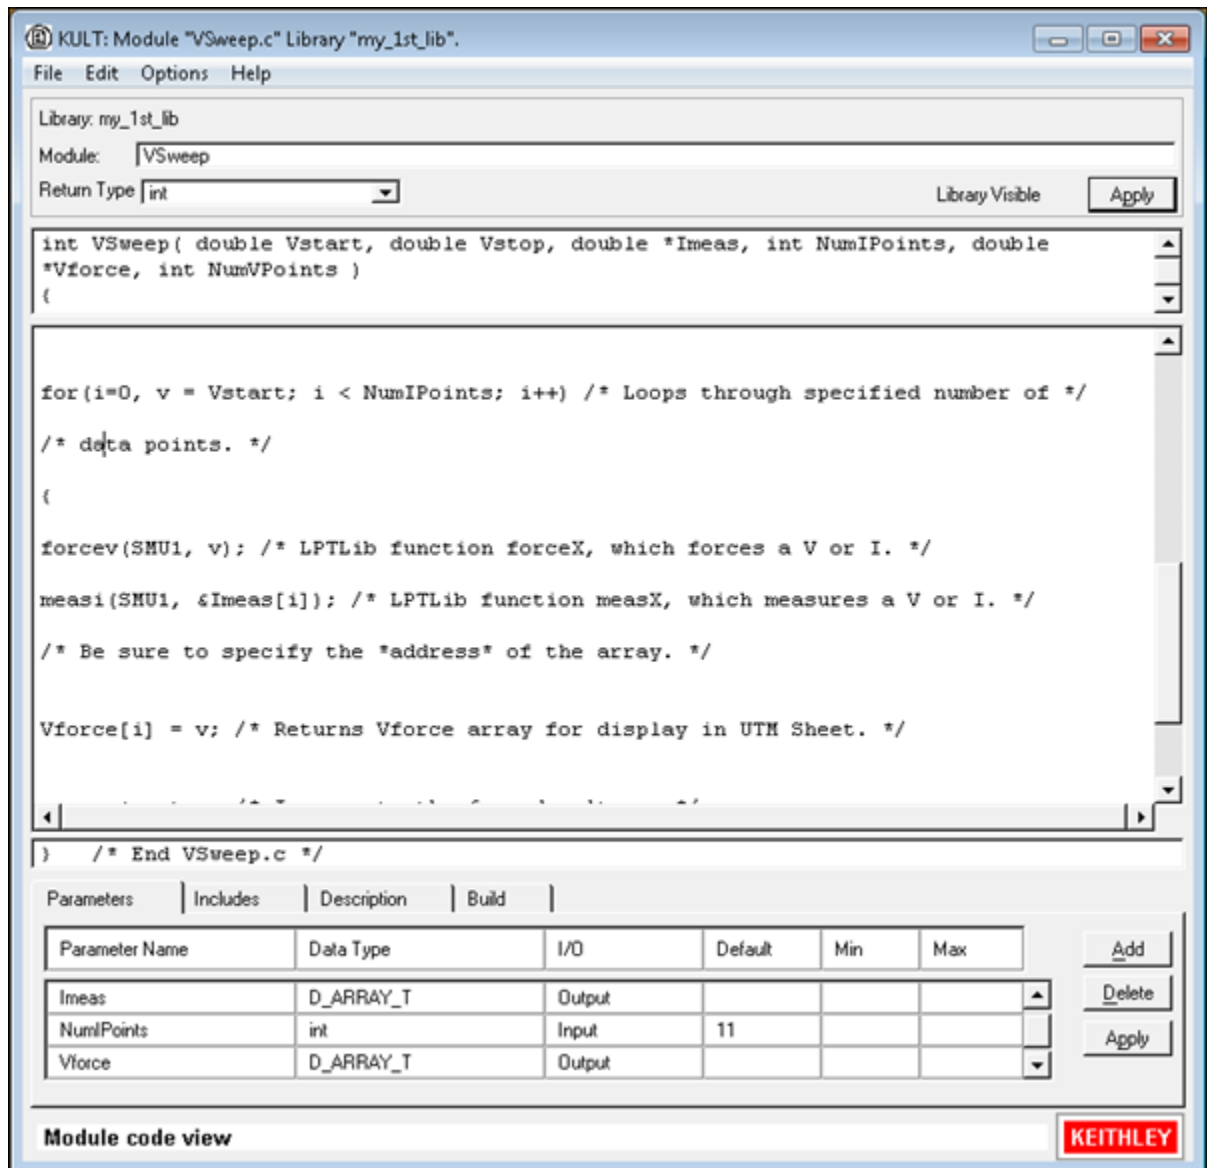 KULT: Module "VSweep.c" Library "my_1st_lib".
File Edit Options Help
Library: my_1st_lib
Module: VSweep
Return Type int Library Visible Apply
int VSweep( double Vstart, double Vstop, double *Imeas, int NumIPoints, double
*Vforce, int NumVPoints )
{
for(i=0, v = Vstart; i < NumIPoints; i++) /* Loops through specified number of */
/* data points. */
{
forcev(SMU1, v); /* LPTLib function forceX, which forces a V or I. */
measi(SMU1, &Imeas[i]); /* LPTLib function measX, which measures a V or I. */
/* Be sure to specify the *address* of the array. */
Vforce[i] = v; /* Returns Vforce array for display in UTM Sheet. */
} /* End VSweep.c */
Parameters Includes Description Build
Parameter Name Data Type I/O Default Min Max Add
Imeas D_ARRAY_T Output Delete
NumIPoints int Input 11 Apply
Vforce D_ARRAY_T Output
Module code view KEITHLEY